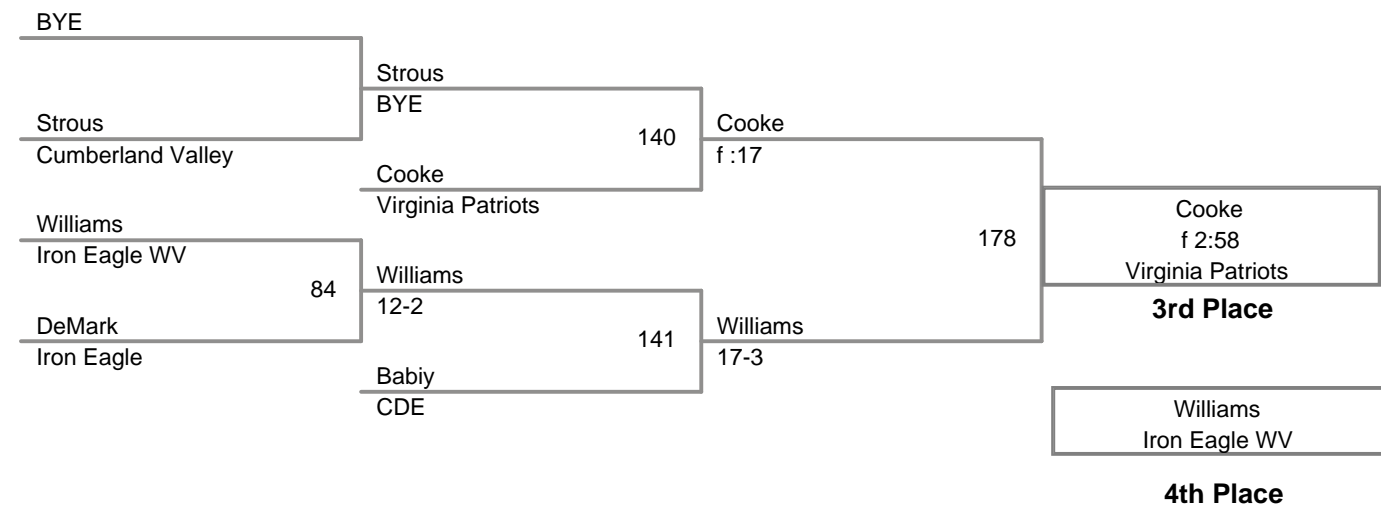 BYE
Strous
Cumberland Valley
Williams
Iron Eagle WV
84
DeMark
Iron Eagle
Strous
BYE
140
Cooke
Virginia Patriots
Williams
12-2
141
Babiy
CDE
Cooke
f :17
178
Williams
17-3
Cooke
f 2:58
Virginia Patriots
3rd Place
Williams
Iron Eagle WV
4th Place